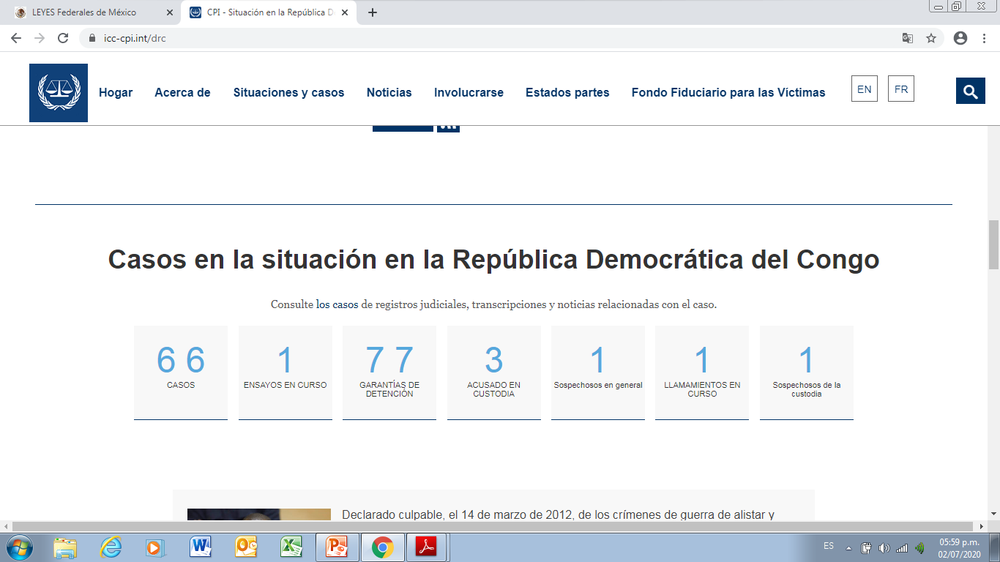 LEYES Federales de México
CPI - Situación en la República D
icc-cpi.int/drc
Hogar
Acerca de
Situaciones y casos
Noticias
Involucrarse
Estados partes
Fondo Fiduciario para las Víctimas
EN
FR
Casos en la situación en la República Democrática del Congo
Consulte los casos de registros judiciales, transcripciones y noticias relacionadas con el caso.
6 6
CASOS
1
ENSAYOS EN CURSO
7 7
GARANTÍAS DE
DETENCIÓN
3
ACUSADO EN
CUSTODIA
1
Sospechosos en general
1
LLAMAMIENTOS EN
CURSO
1
Sospechosos de la
custodia
Declarado culpable, el 14 de marzo de 2012, de los crímenes de guerra de alistar y
ES
05:59 p.m.
02/07/2020